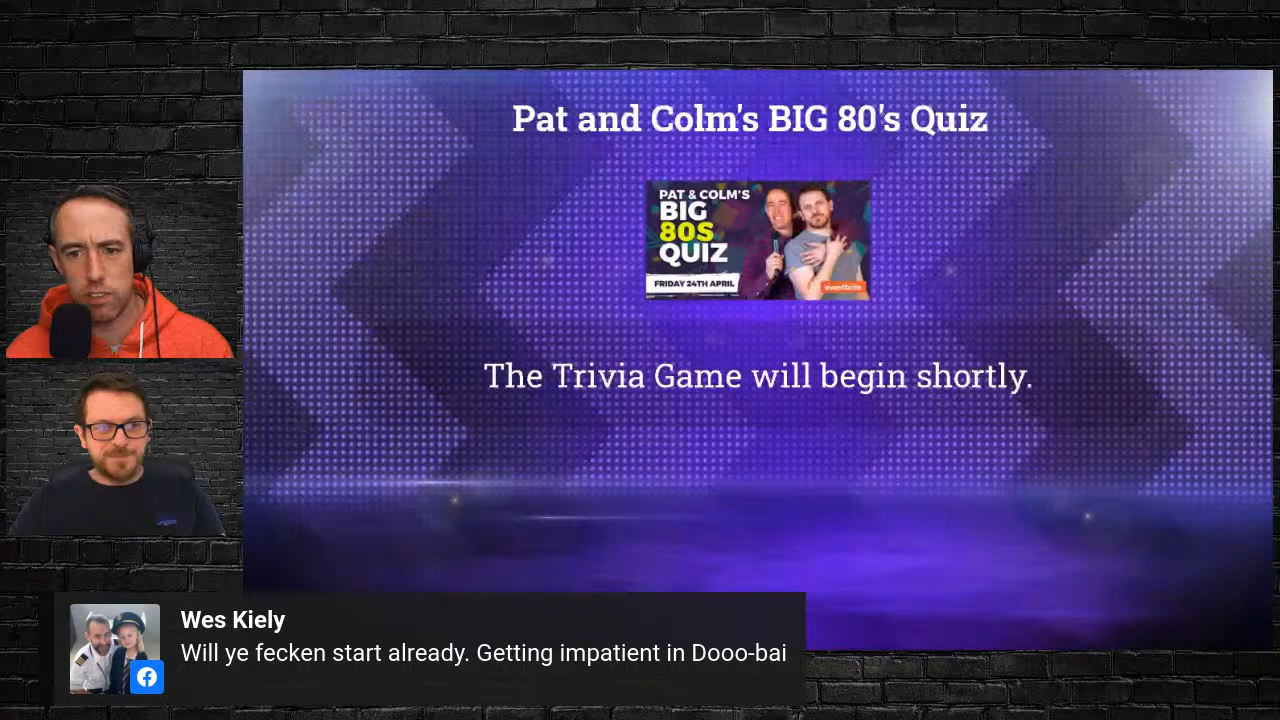 Pat and Colm's BIG 80's Quiz
PAT & COLM'S
BIG
80S
QUIZ
FRIDAY 24TH APRIL
eventbrite
The Trivia Game will begin shortly.
Wes Kiely
Will ye fecken start already. Getting impatient in Dooo-bai